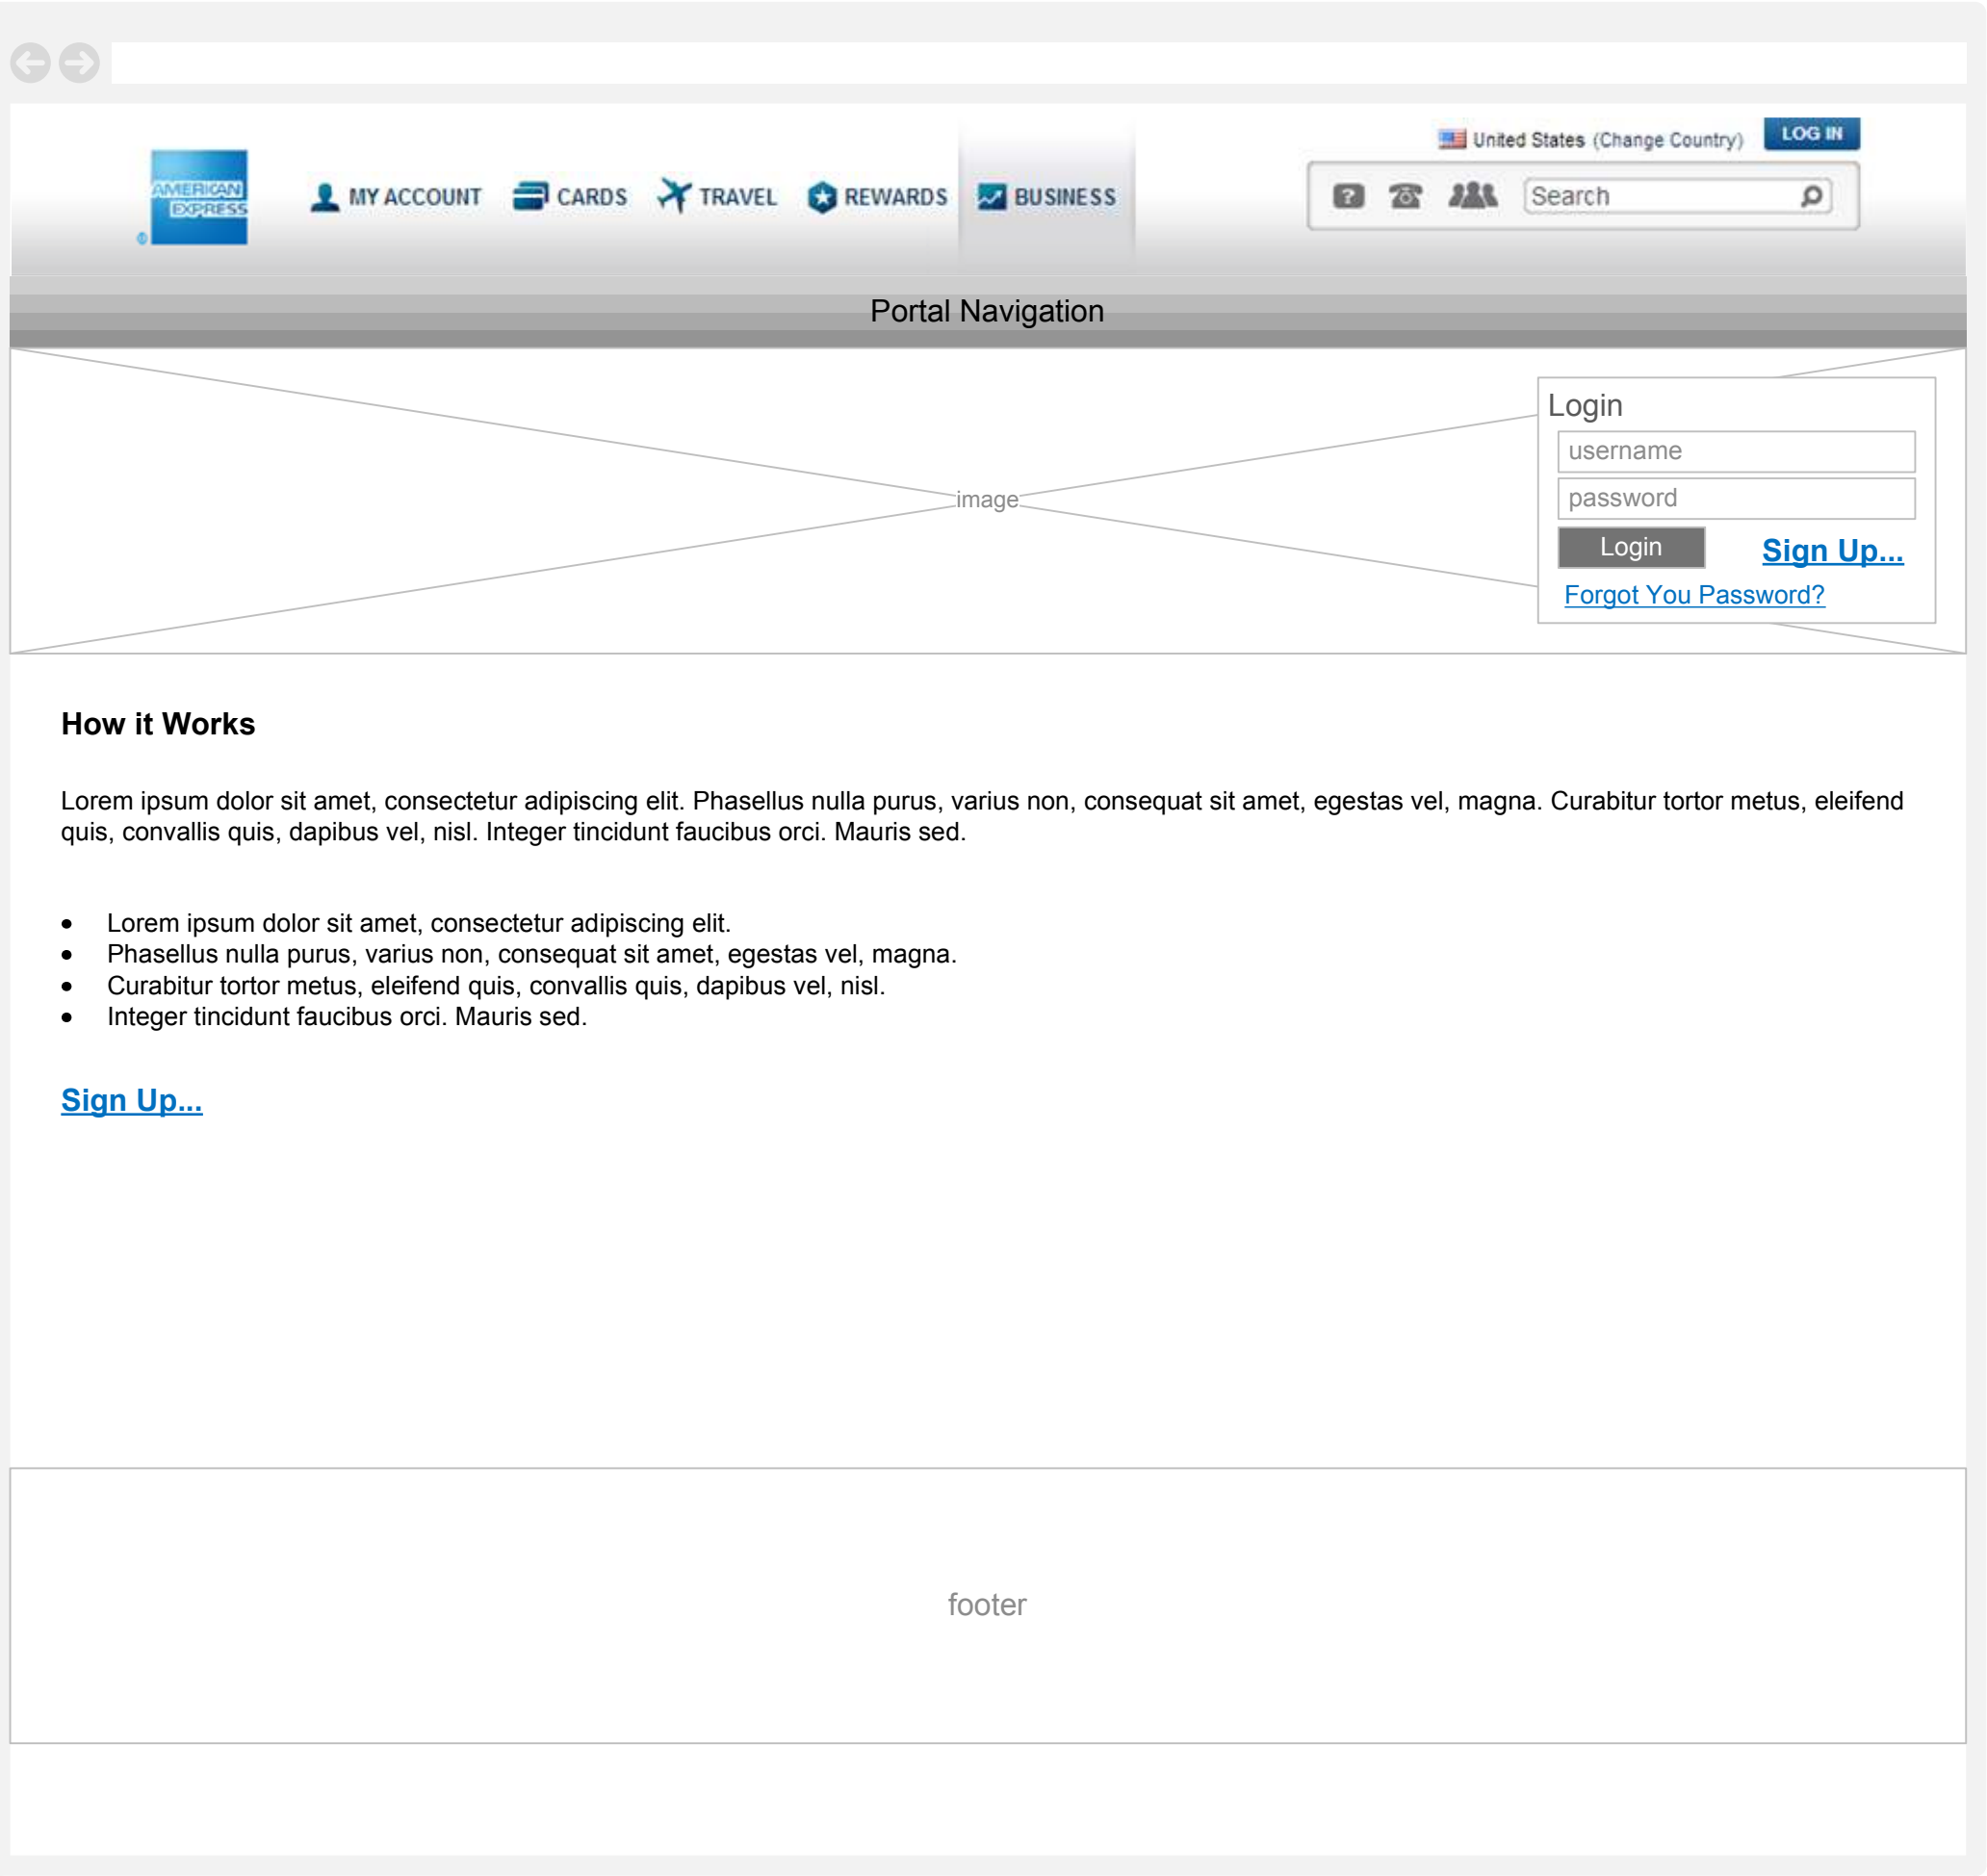 United States (Change Country) LOG IN
AMERICAN
EXPRESS
®
MY ACCOUNT CARDS TRAVEL REWARDS BUSINESS
? Search
Portal Navigation
Login
username
image
password
Login Sign Up...
Forgot You Password?
How it Works
Lorem ipsum dolor sit amet, consectetur adipiscing elit. Phasellus nulla purus, varius non, consequat sit amet, egestas vel, magna. Curabitur tortor metus, eleifend
quis, convallis quis, dapibus vel, nisl. Integer tincidunt faucibus orci. Mauris sed.
• Lorem ipsum dolor sit amet, consectetur adipiscing elit.
• Phasellus nulla purus, varius non, consequat sit amet, egestas vel, magna.
• Curabitur tortor metus, eleifend quis, convallis quis, dapibus vel, nisl.
• Integer tincidunt faucibus orci. Mauris sed.
Sign Up...
footer